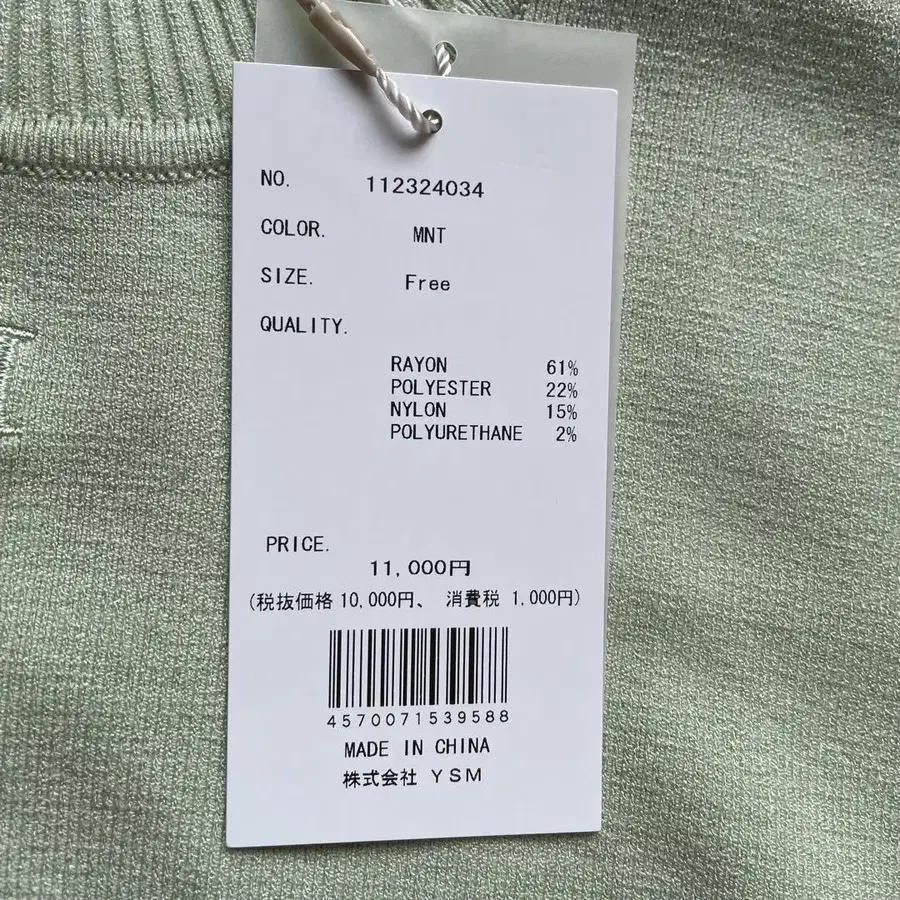 NO. 112324034
COLOR. MNT
SIZE. Free
QUALITY.
RAYON 61%
POLYESTER 22%
NYLON 15%
POLYURETHANE 2%
PRICE.
11,000円
(税抜価格 10,000円、 消費税 1,000円)
4570071539588
MADE IN CHINA
株式会社 YSM